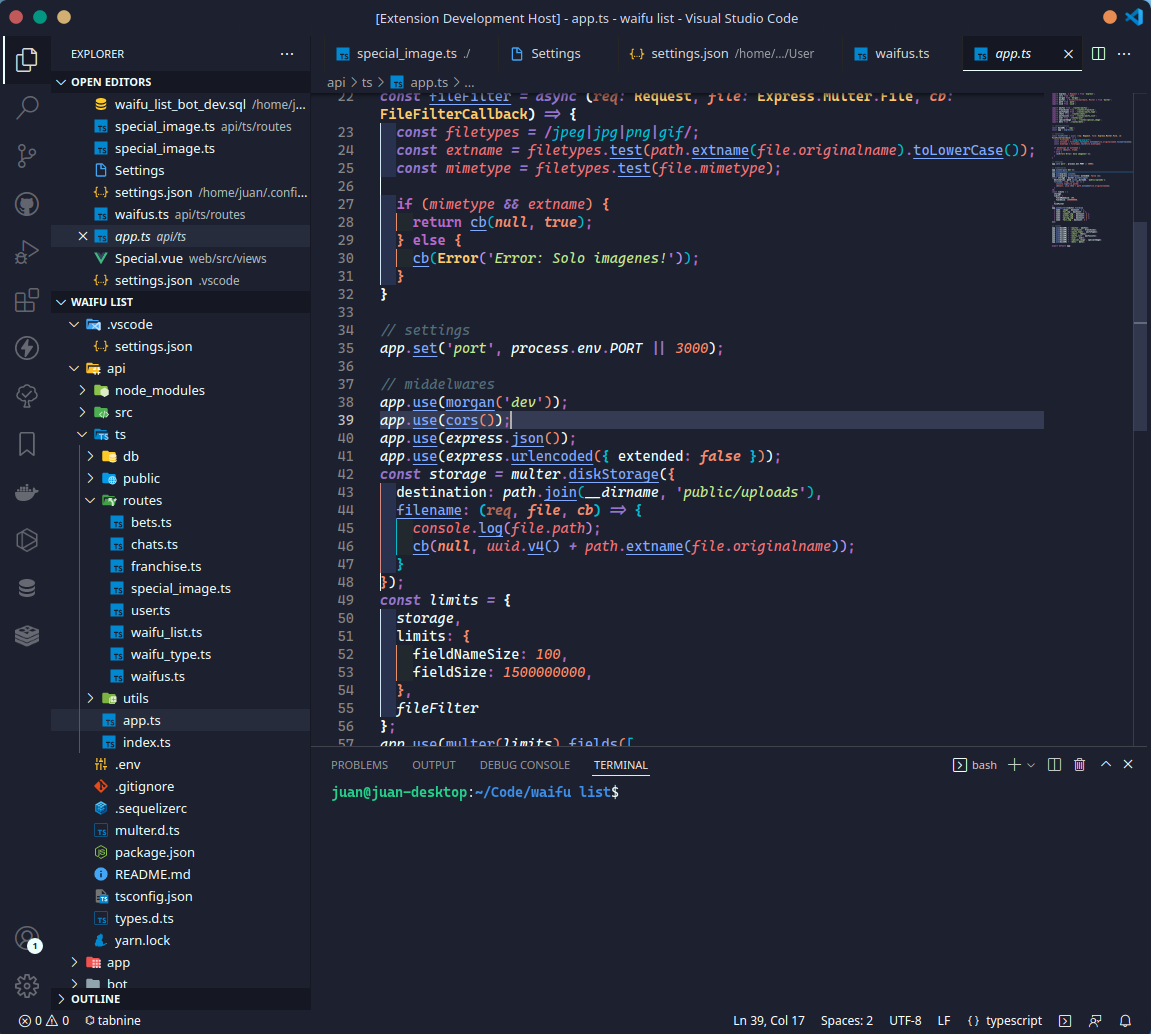 [Extension Development Host] - app.ts - waifu list - Visual Studio Code
EXPLORER
OPEN EDITORS
waifu_list_bot_dev.sql /home/j...
special_image.ts api/ts/routes
special_image.ts
Settings
settings.json /home/juan/.confi...
waifus.ts api/ts/routes
app.ts api/ts
Special.vue web/src/views
settings.json .vscode
WAIFU LIST
.vscode
settings.json
api
node_modules
src
ts
db
public
routes
bets.ts
chats.ts
franchise.ts
special_image.ts
user.ts
waifu_list.ts
waifu_type.ts
waifus.ts
utils
app.ts
index.ts
.env
.gitignore
.sequelizerc
multer.d.ts
package.json
README.md
tsconfig.json
types.d.ts
yarn.lock
app
bot
OUTLINE
special_image.ts ./
Settings
settings.json /home/.../User
waifus.ts
app.ts
api > ts > app.ts > ...
22 const fileFilter = async (req: Request, file: Express.Multer.File, cb:
FileFilterCallback) => {
23 const filetypes = /jpeg|jpg|png|gif/;
24 const extname = filetypes.test(path.extname(file.originalname).toLowerCase());
25 const mimetype = filetypes.test(file.mimetype);
26
27 if (mimetype && extname) {
28 return cb(null, true);
29 } else {
30 cb(Error('Error: Solo imagenes!'));
31 }
32 }
33
34 // settings
35 app.set('port', process.env.PORT || 3000);
36
37 // middelwares
38 app.use(morgan('dev'));
39 app.use(cors());
40 app.use(express.json());
41 app.use(express.urlencoded({ extended: false }));
42 const storage = multer.diskStorage({
43 destination: path.join(__dirname, 'public/uploads'),
44 filename: (req, file, cb) => {
45 console.log(file.path);
46 cb(null, uuid.v4() + path.extname(file.originalname));
47 }
48 });
49 const limits = {
50 storage,
51 limits: {
52 fieldNameSize: 100,
53 fieldSize: 1500000000,
54 },
55 fileFilter
56 };
57 app.use(multer(limits).fields([
PROBLEMS OUTPUT DEBUG CONSOLE TERMINAL
bash
juan@juan-desktop:~/Code/waifu list$
1
0 0 tabnine
Ln 39, Col 17 Spaces: 2 UTF-8 LF {} typescript